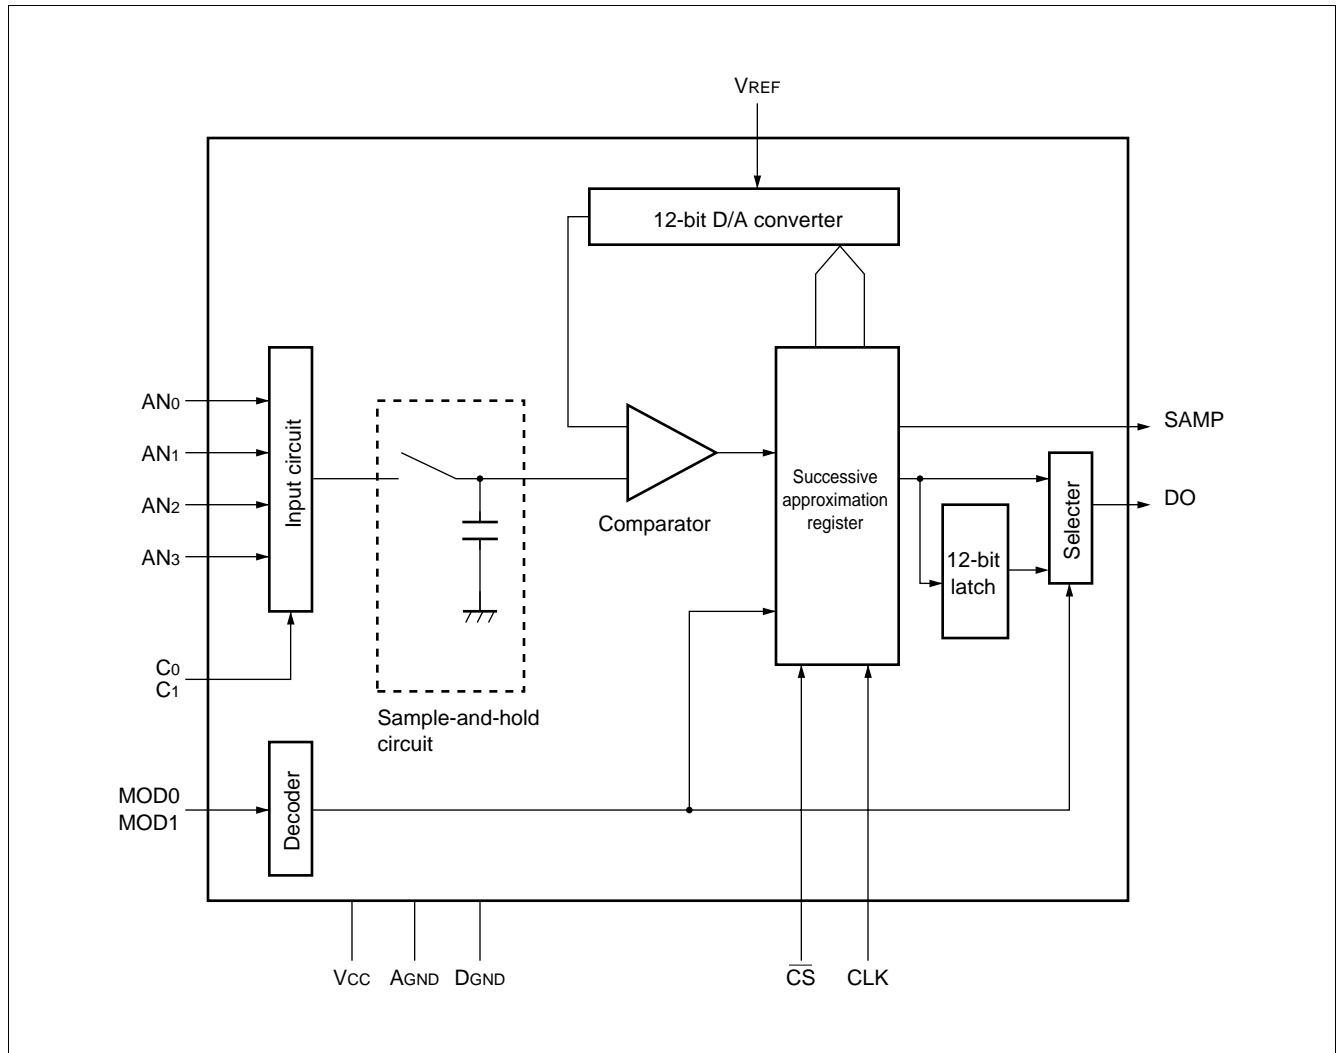 VREF
12-bit D/A converter
AN0
AN1
AN2
AN3
Input circuit
C0
C1
Sample-and-hold
circuit
Comparator
Successive
approximation
register
SAMP
DO
Selecter
12-bit
latch
MOD0
MOD1
Decoder
VCC
AGND
DGND
C̅S̅
CLK